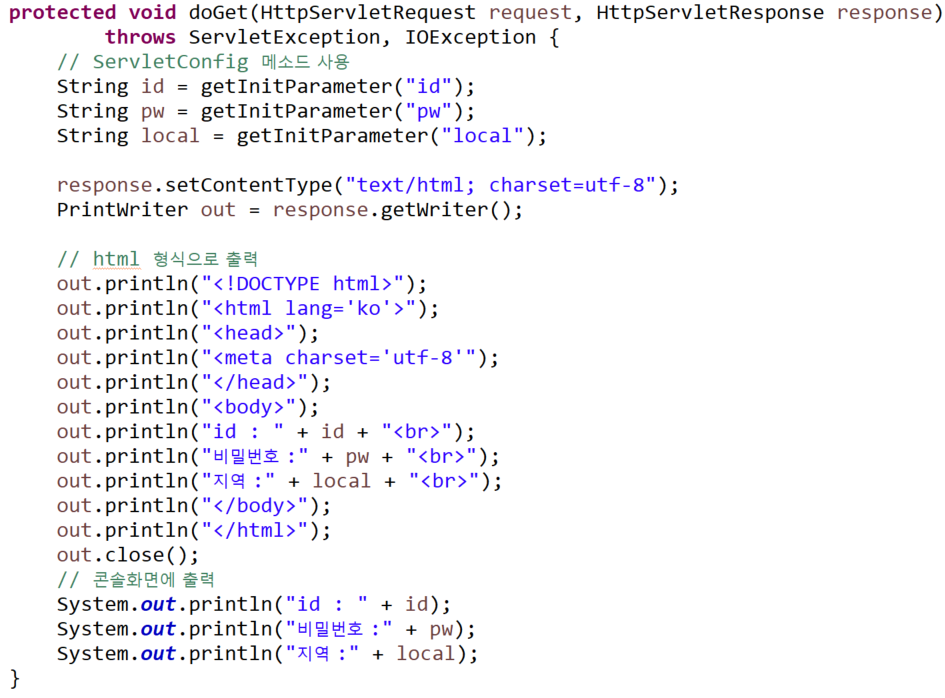 protected void doGet(HttpServletRequest request, HttpServletResponse response)
        throws ServletException, IOException {
    // ServletConfig 메소드 사용
    String id = getInitParameter("id");
    String pw = getInitParameter("pw");
    String local = getInitParameter("local");

    response.setContentType("text/html; charset=utf-8");
    PrintWriter out = response.getWriter();

    // html 형식으로 출력
    out.println("<!DOCTYPE html>");
    out.println("<html lang='ko'>");
    out.println("<head>");
    out.println("<meta charset='utf-8'");
    out.println("</head>");
    out.println("<body>");
    out.println("id : " + id + "<br>");
    out.println("비밀번호 :" + pw + "<br>");
    out.println("지역 :" + local + "<br>");
    out.println("</body>");
    out.println("</html>");
    out.close();
    // 콘솔화면에 출력
    System.out.println("id : " + id);
    System.out.println("비밀번호 :" + pw);
    System.out.println("지역 :" + local);
}